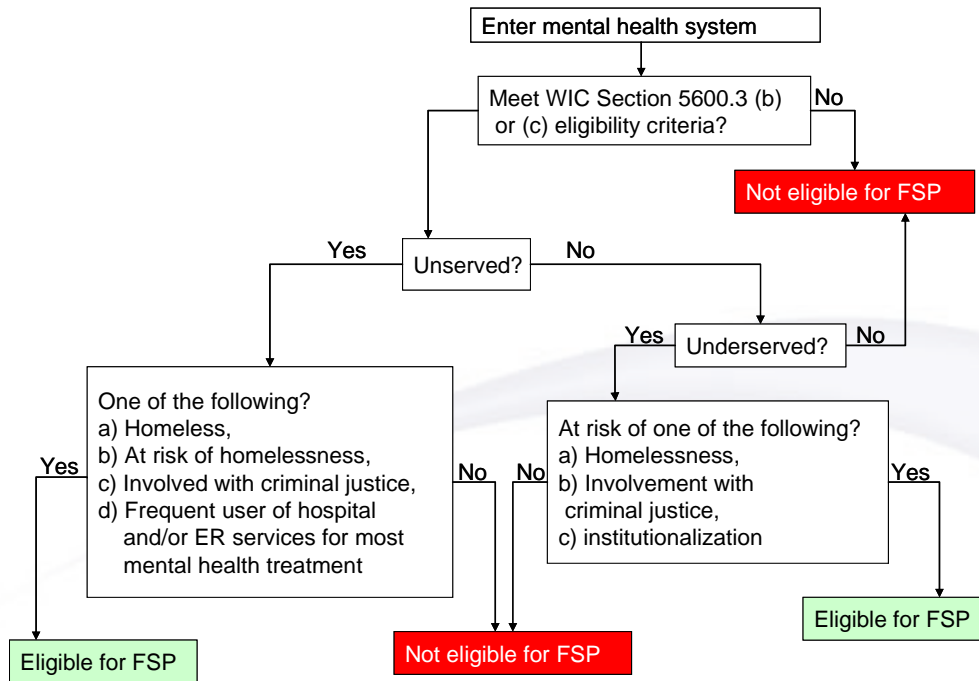 Enter mental health system
Meet WIC Section 5600.3 (b)
or (c) eligibility criteria?
No
Not eligible for FSP
Yes
Unserved?
No
Yes
Underserved?
No
One of the following?
a) Homeless,
b) At risk of homelessness,
c) Involved with criminal justice,
d) Frequent user of hospital
and/or ER services for most
mental health treatment
Yes
No
At risk of one of the following?
a) Homelessness,
b) Involvement with
criminal justice,
c) institutionalization
No
Yes
Eligible for FSP
Not eligible for FSP
Eligible for FSP